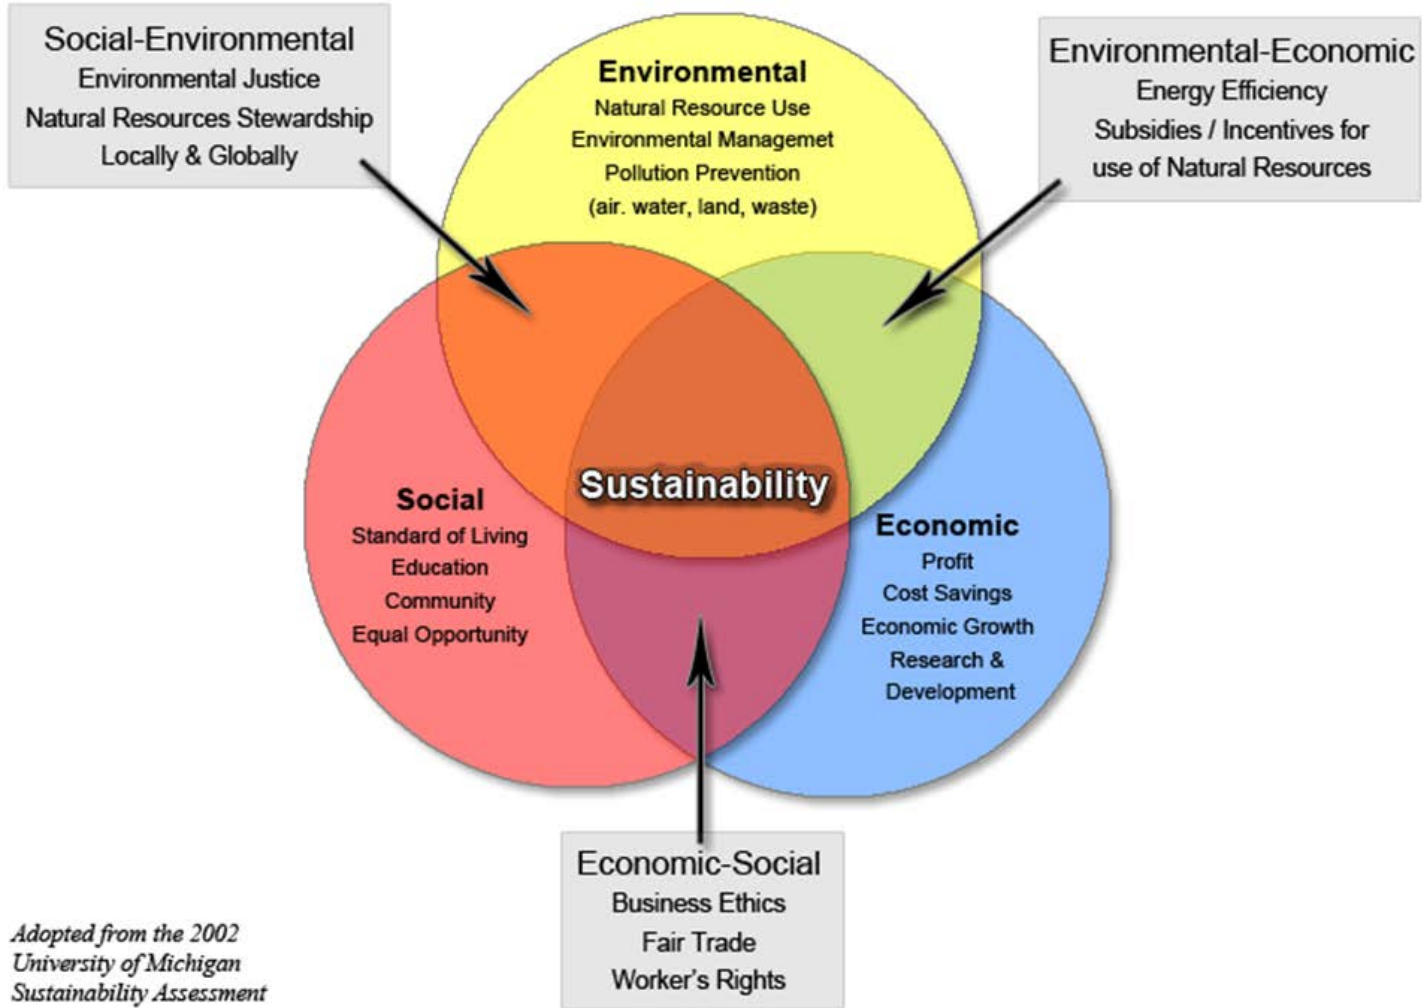 Social-Environmental
Environmental Justice
Natural Resources Stewardship
Locally & Globally
Environmental
Natural Resource Use
Environmental Managemet
Pollution Prevention
(air. water, land, waste)
Environmental-Economic
Energy Efficiency
Subsidies / Incentives for
use of Natural Resources
Sustainability
Social
Standard of Living
Education
Community
Equal Opportunity
Economic
Profit
Cost Savings
Economic Growth
Research &
Development
Economic-Social
Business Ethics
Fair Trade
Worker's Rights
Adopted from the 2002
University of Michigan
Sustainability Assessment